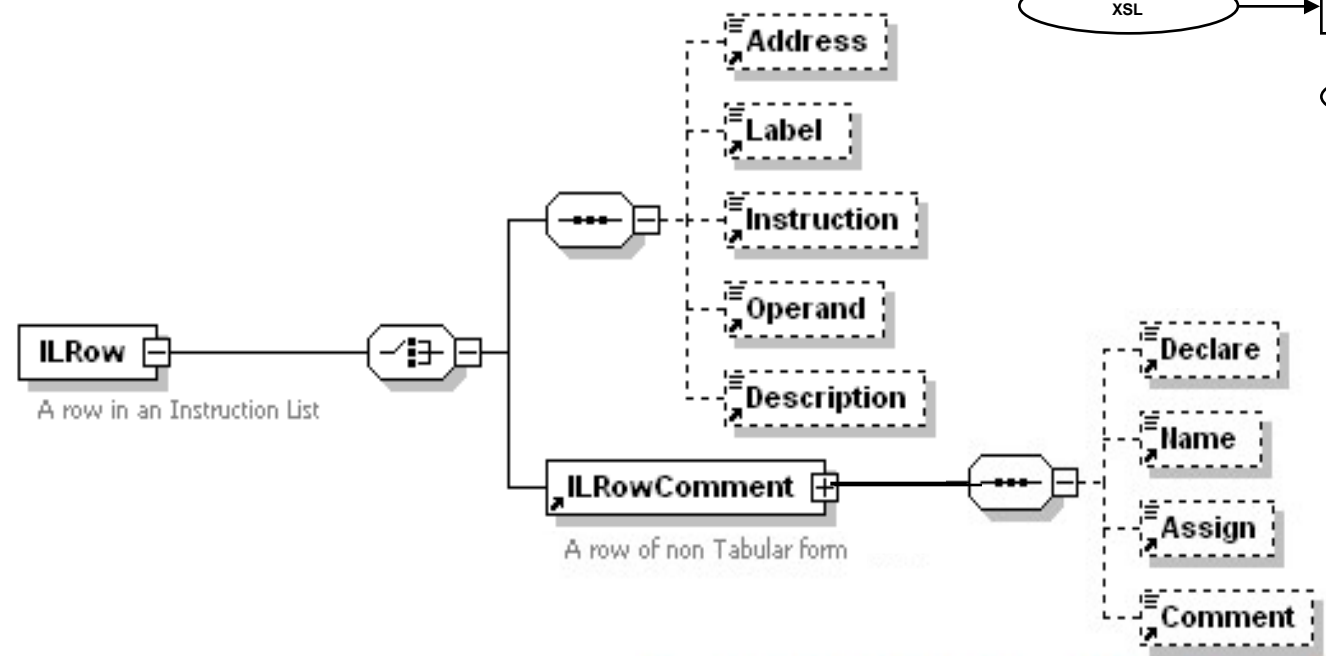 XSL
Address
Label
Instruction
Operand
Description
ILRow
A row in an Instruction List
ILRowComment
A row of non Tabular form
Declare
Name
Assign
Comment